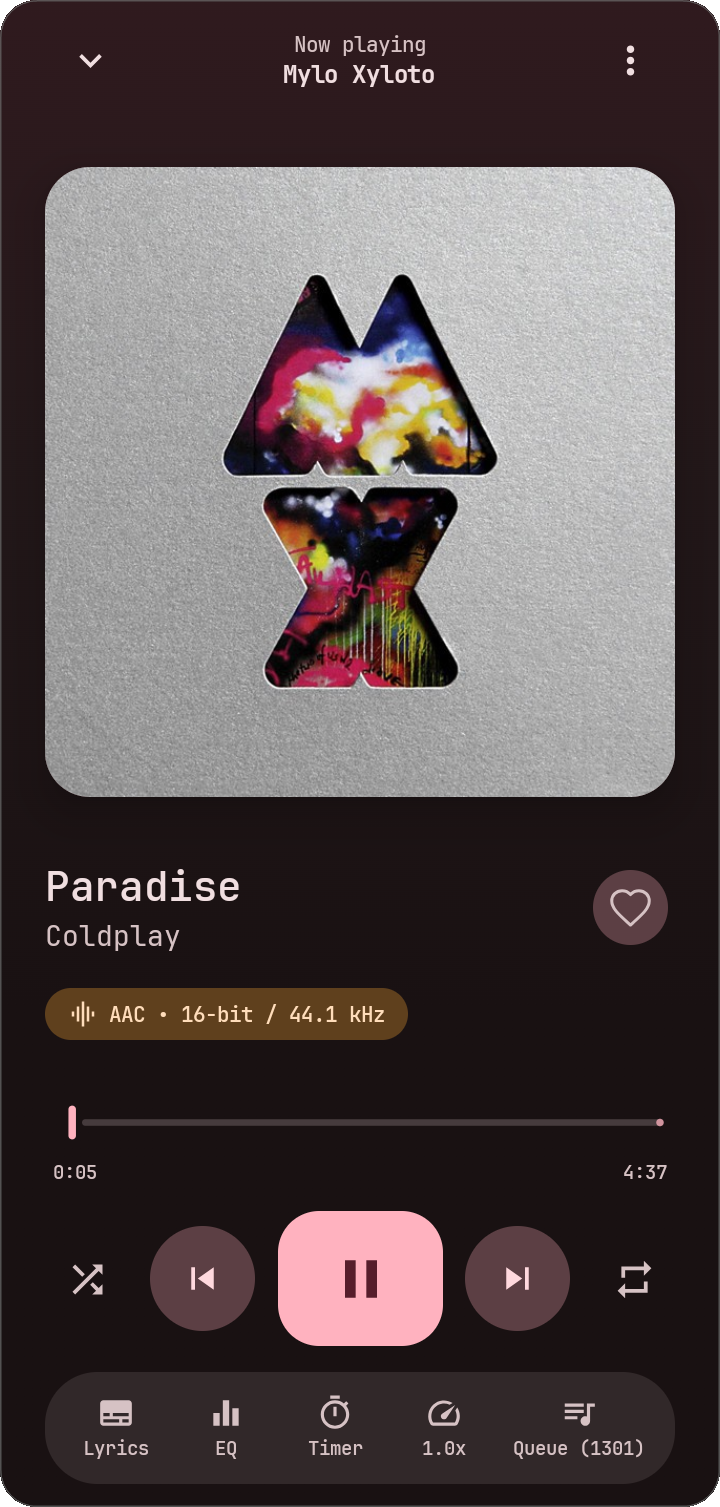 Now playing
Mylo Xyloto
Paradise
Coldplay
AAC • 16-bit / 44.1 kHz
0:05
4:37
Lyrics
EQ
Timer
1.0x
Queue (1301)